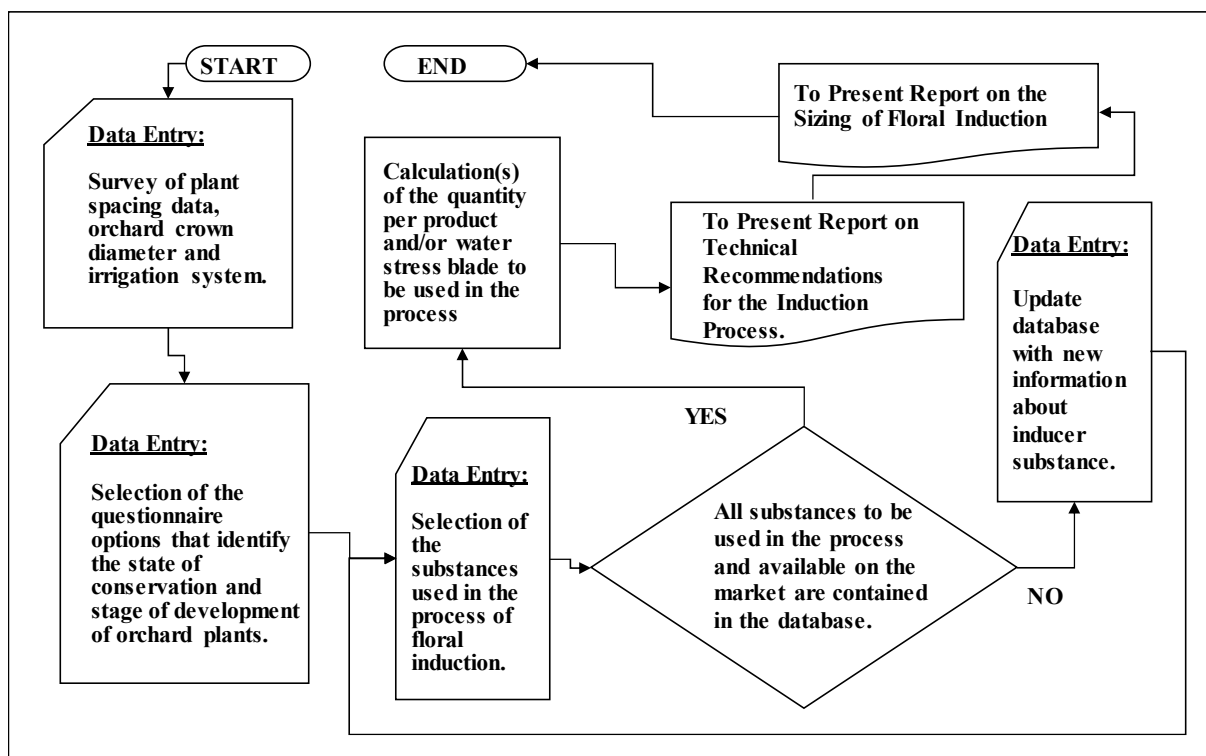 START
Data Entry:
Survey of plant
spacing data,
orchard crown
diameter and
irrigation system.
Data Entry:
Selection of the
questionnaire
options that identify
the state of
conservation and
stage of development
of orchard plants.
Data Entry:
Selection of
the
substances
used in the
process of
floral
induction.
All substances to be
used in the process
and available on the
market are contained
in the database.
NO
Data Entry:
Update
database
with new
information
about
inducer
substance.
YES
Calculation(s)
of the quantity
per product
and/or water
stress blade to
be used in the
process
To Present Report on
Technical
Recommendations
for the Induction
Process.
To Present Report on the
Sizing of Floral Induction
END